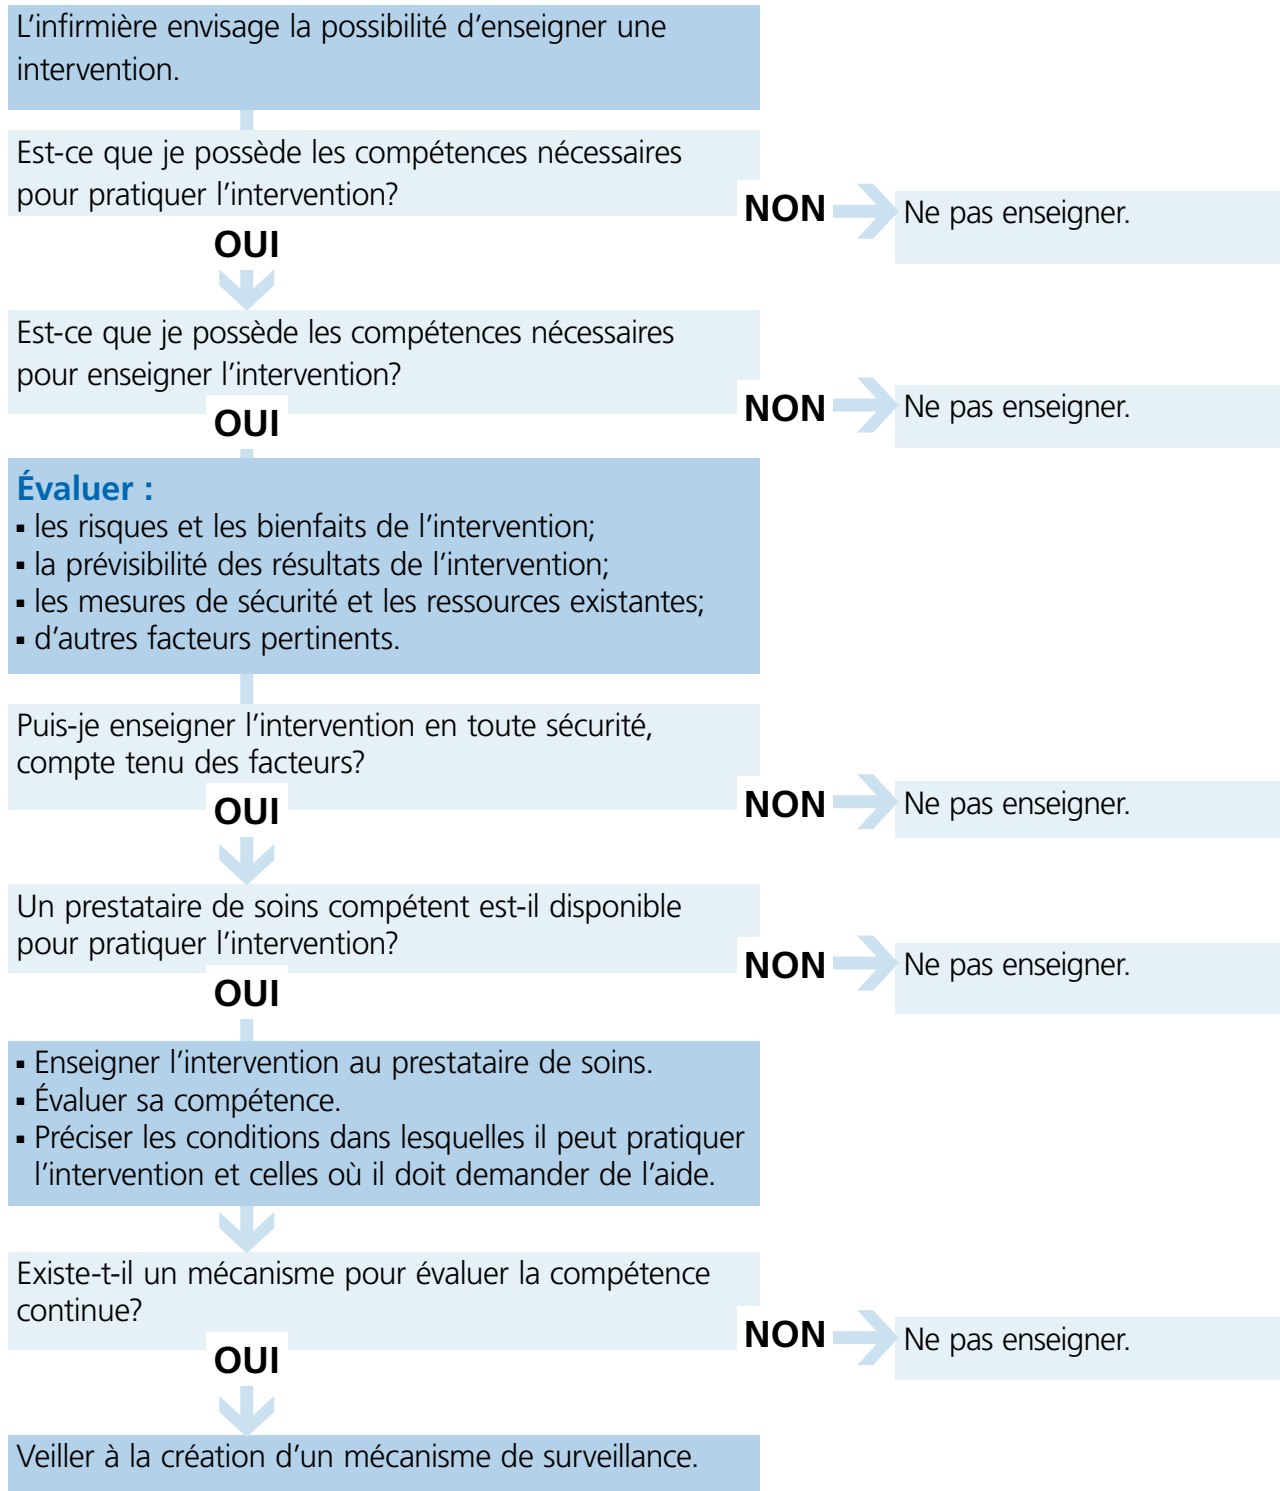 L’infirmière envisage la possibilité d’enseigner une
intervention.
Est-ce que je possède les compétences nécessaires
pour pratiquer l’intervention?
NON
Ne pas enseigner.
OUI
Est-ce que je possède les compétences nécessaires
pour enseigner l’intervention?
NON
Ne pas enseigner.
OUI
Évaluer :
▪ les risques et les bienfaits de l’intervention;
▪ la prévisibilité des résultats de l’intervention;
▪ les mesures de sécurité et les ressources existantes;
▪ d’autres facteurs pertinents.
Puis-je enseigner l’intervention en toute sécurité,
compte tenu des facteurs?
NON
Ne pas enseigner.
OUI
Un prestataire de soins compétent est-il disponible
pour pratiquer l’intervention?
NON
Ne pas enseigner.
OUI
▪ Enseigner l’intervention au prestataire de soins.
▪ Évaluer sa compétence.
▪ Préciser les conditions dans lesquelles il peut pratiquer
l’intervention et celles où il doit demander de l’aide.
Existe-t-il un mécanisme pour évaluer la compétence
continue?
NON
Ne pas enseigner.
OUI
Veiller à la création d’un mécanisme de surveillance.